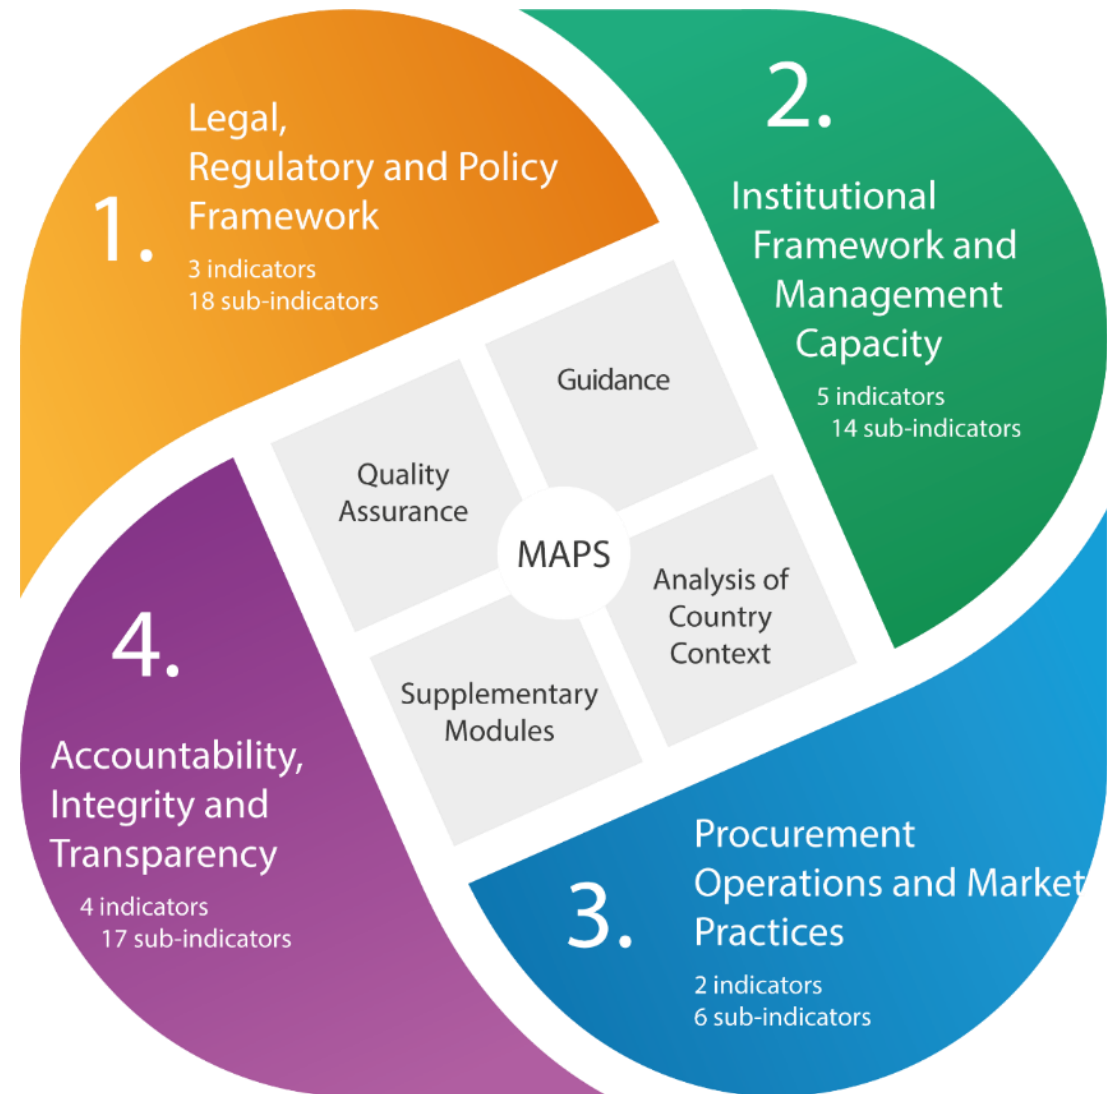 1.
Legal,
Regulatory and Policy
Framework
3 indicators
18 sub-indicators
2.
Institutional
Framework and
Management
Capacity
5 indicators
14 sub-indicators
Guidance
Quality
Assurance
MAPS
Analysis of
Country
Context
Supplementary
Modules
3.
Procurement
Operations and Market
Practices
2 indicators
6 sub-indicators
4.
Accountability,
Integrity and
Transparency
4 indicators
17 sub-indicators